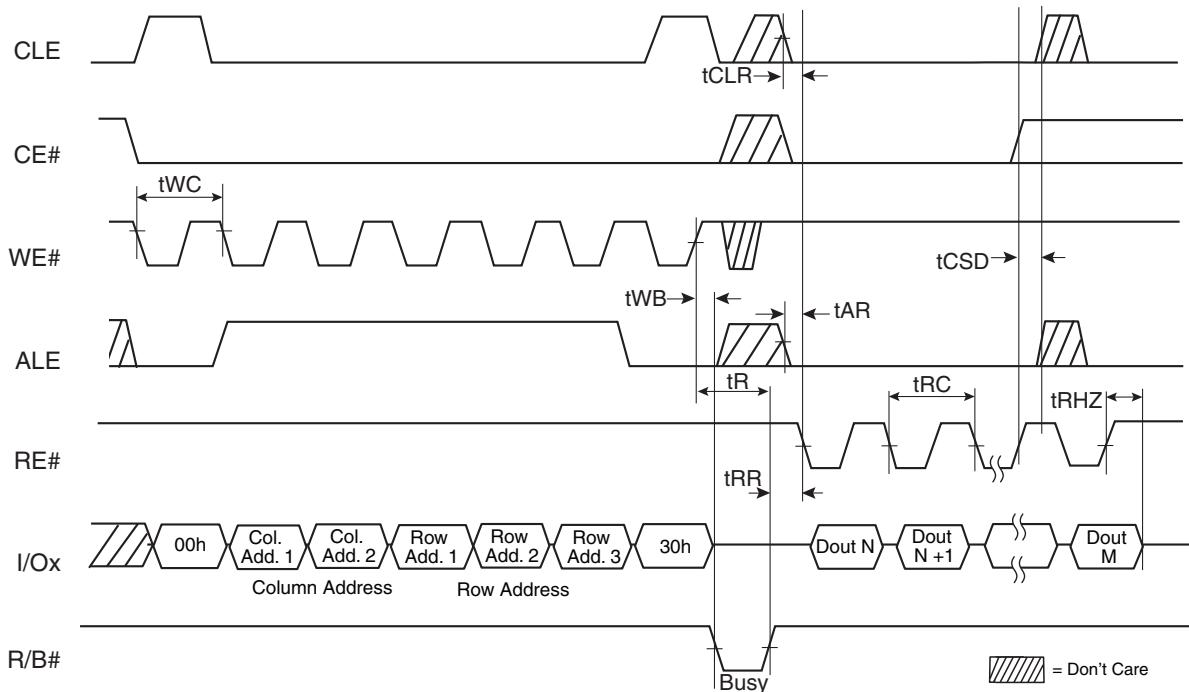 CLE
tCLR
CE#
tWC
WE#
tCSD
tWB
tAR
ALE
tR
tRC
tRHZ
RE#
tRR
I/Ox
00h
Col.
Add. 1
Col.
Add. 2
Row
Add. 1
Row
Add. 2
Row
Add. 3
30h
Dout N
Dout
N +1
Dout
M
Column Address
Row Address
R/B#
Busy
= Don't Care